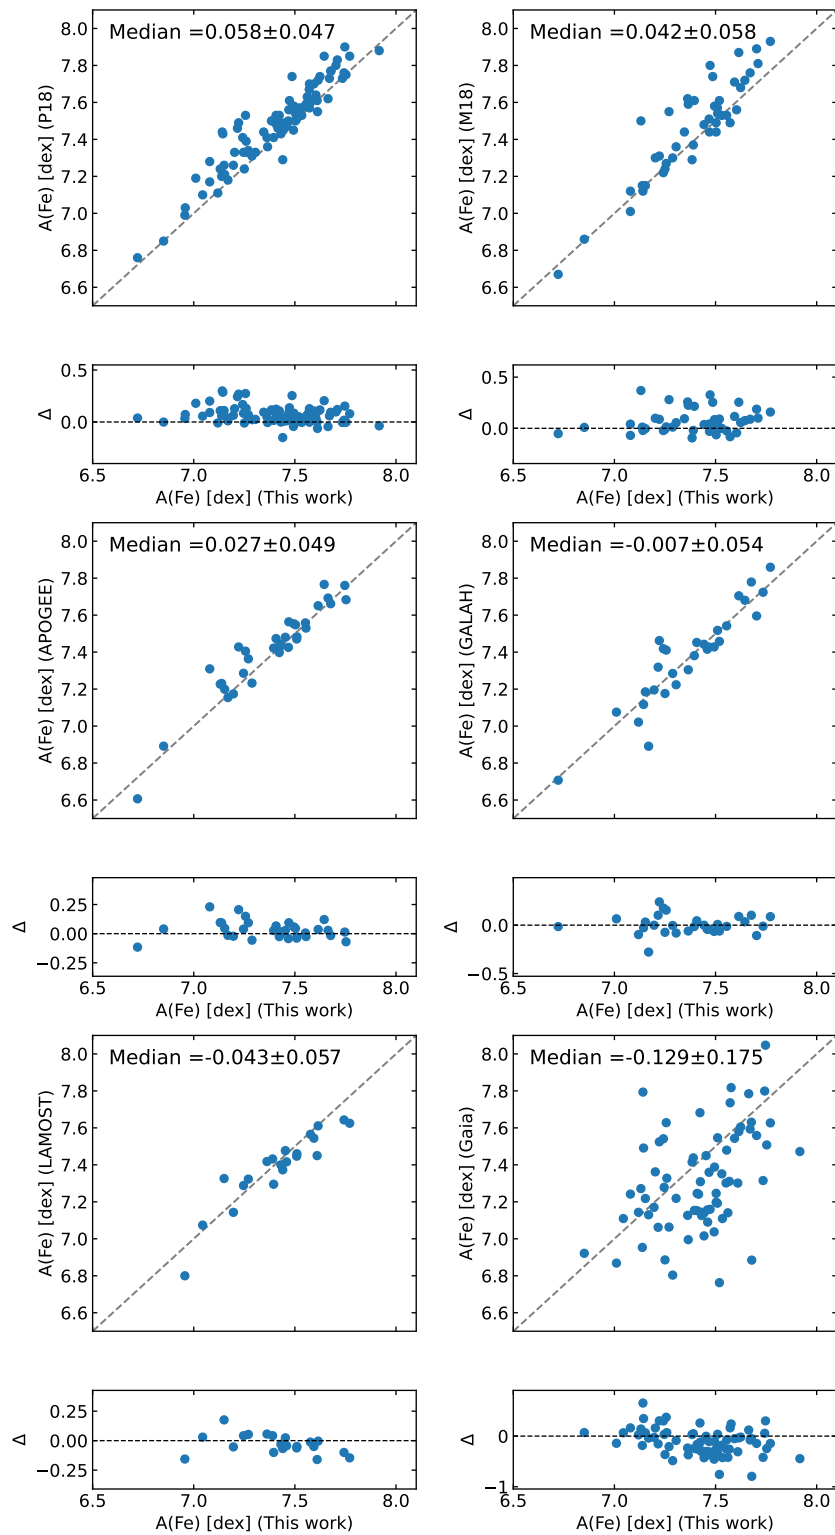 Median =0.058±0.047
8.0
7.8
7.6
7.4
7.2
7.0
6.8
6.6
A(Fe) [dex] (P18)
0.5
0.0
Δ
6.5 7.0 7.5 8.0
A(Fe) [dex] (This work)
Median =0.042±0.058
8.0
7.8
7.6
7.4
7.2
7.0
6.8
6.6
A(Fe) [dex] (M18)
0.5
0.0
Δ
6.5 7.0 7.5 8.0
A(Fe) [dex] (This work)
Median =0.027±0.049
8.0
7.8
7.6
7.4
7.2
7.0
6.8
6.6
A(Fe) [dex] (APOGEE)
0.25
0.00
−0.25
Δ
6.5 7.0 7.5 8.0
A(Fe) [dex] (This work)
Median =-0.007±0.054
8.0
7.8
7.6
7.4
7.2
7.0
6.8
6.6
A(Fe) [dex] (GALAH)
0.0
−0.5
Δ
6.5 7.0 7.5 8.0
A(Fe) [dex] (This work)
Median =-0.043±0.057
8.0
7.8
7.6
7.4
7.2
7.0
6.8
6.6
A(Fe) [dex] (LAMOST)
0.25
0.00
−0.25
Δ
6.5 7.0 7.5 8.0
A(Fe) [dex] (This work)
Median =-0.129±0.175
8.0
7.8
7.6
7.4
7.2
7.0
6.8
6.6
A(Fe) [dex] (Gaia)
0
−1
Δ
6.5 7.0 7.5 8.0
A(Fe) [dex] (This work)